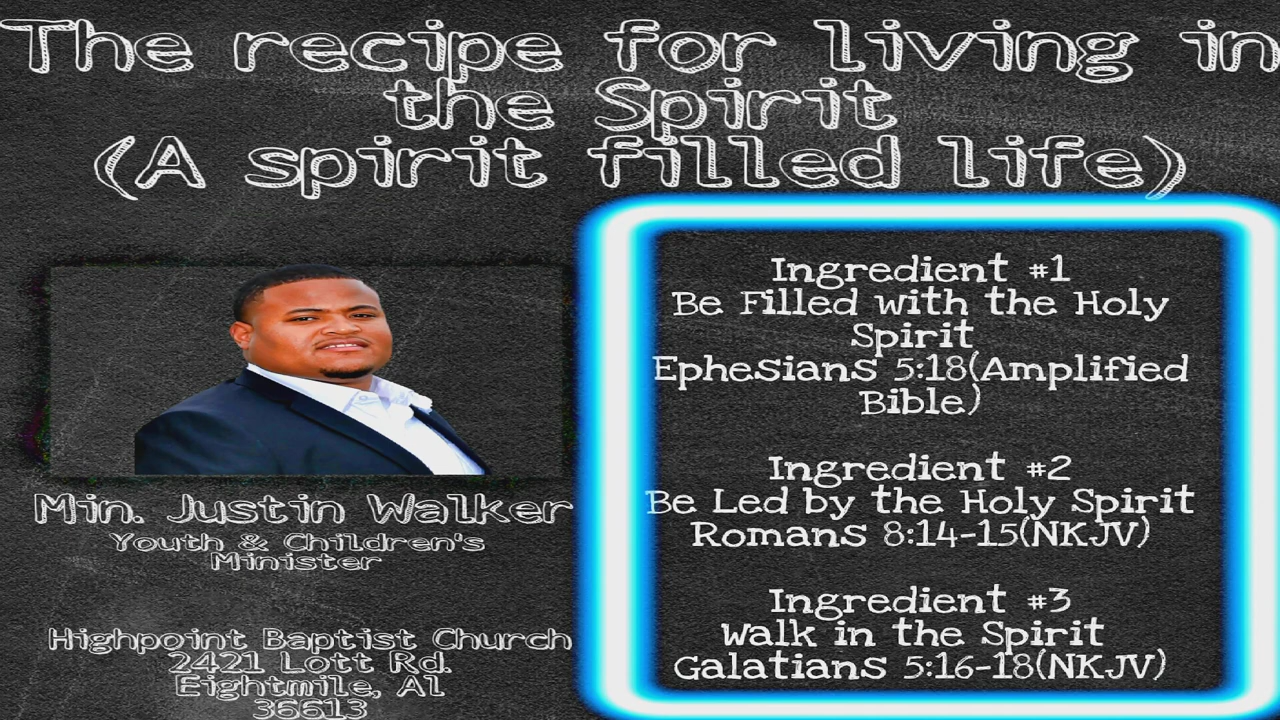 The recipe for living in
the Spirit
(A spirit filled life)
Min. Justin Walker
Youth & Children's
Minister
Highpoint Baptist Church
2421 Lott Rd.
Eightmile, Al
36613
Ingredient #1
Be Filled with the Holy
Spirit
Ephesians 5:18(Amplified
Bible)
Ingredient #2
Be Led by the Holy Spirit
Romans 8:14-15(NKJV)
Ingredient #3
Walk in the Spirit
Galatians 5:16-18(NKJV)